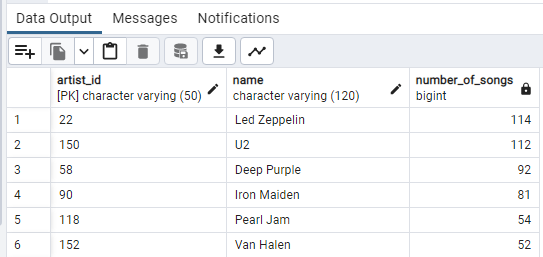 Data Output Messages Notifications
artist_id name number_of_songs
[PK] character varying (50) character varying (120) bigint
1 22 Led Zeppelin 114
2 150 U2 112
3 58 Deep Purple 92
4 90 Iron Maiden 81
5 118 Pearl Jam 54
6 152 Van Halen 52